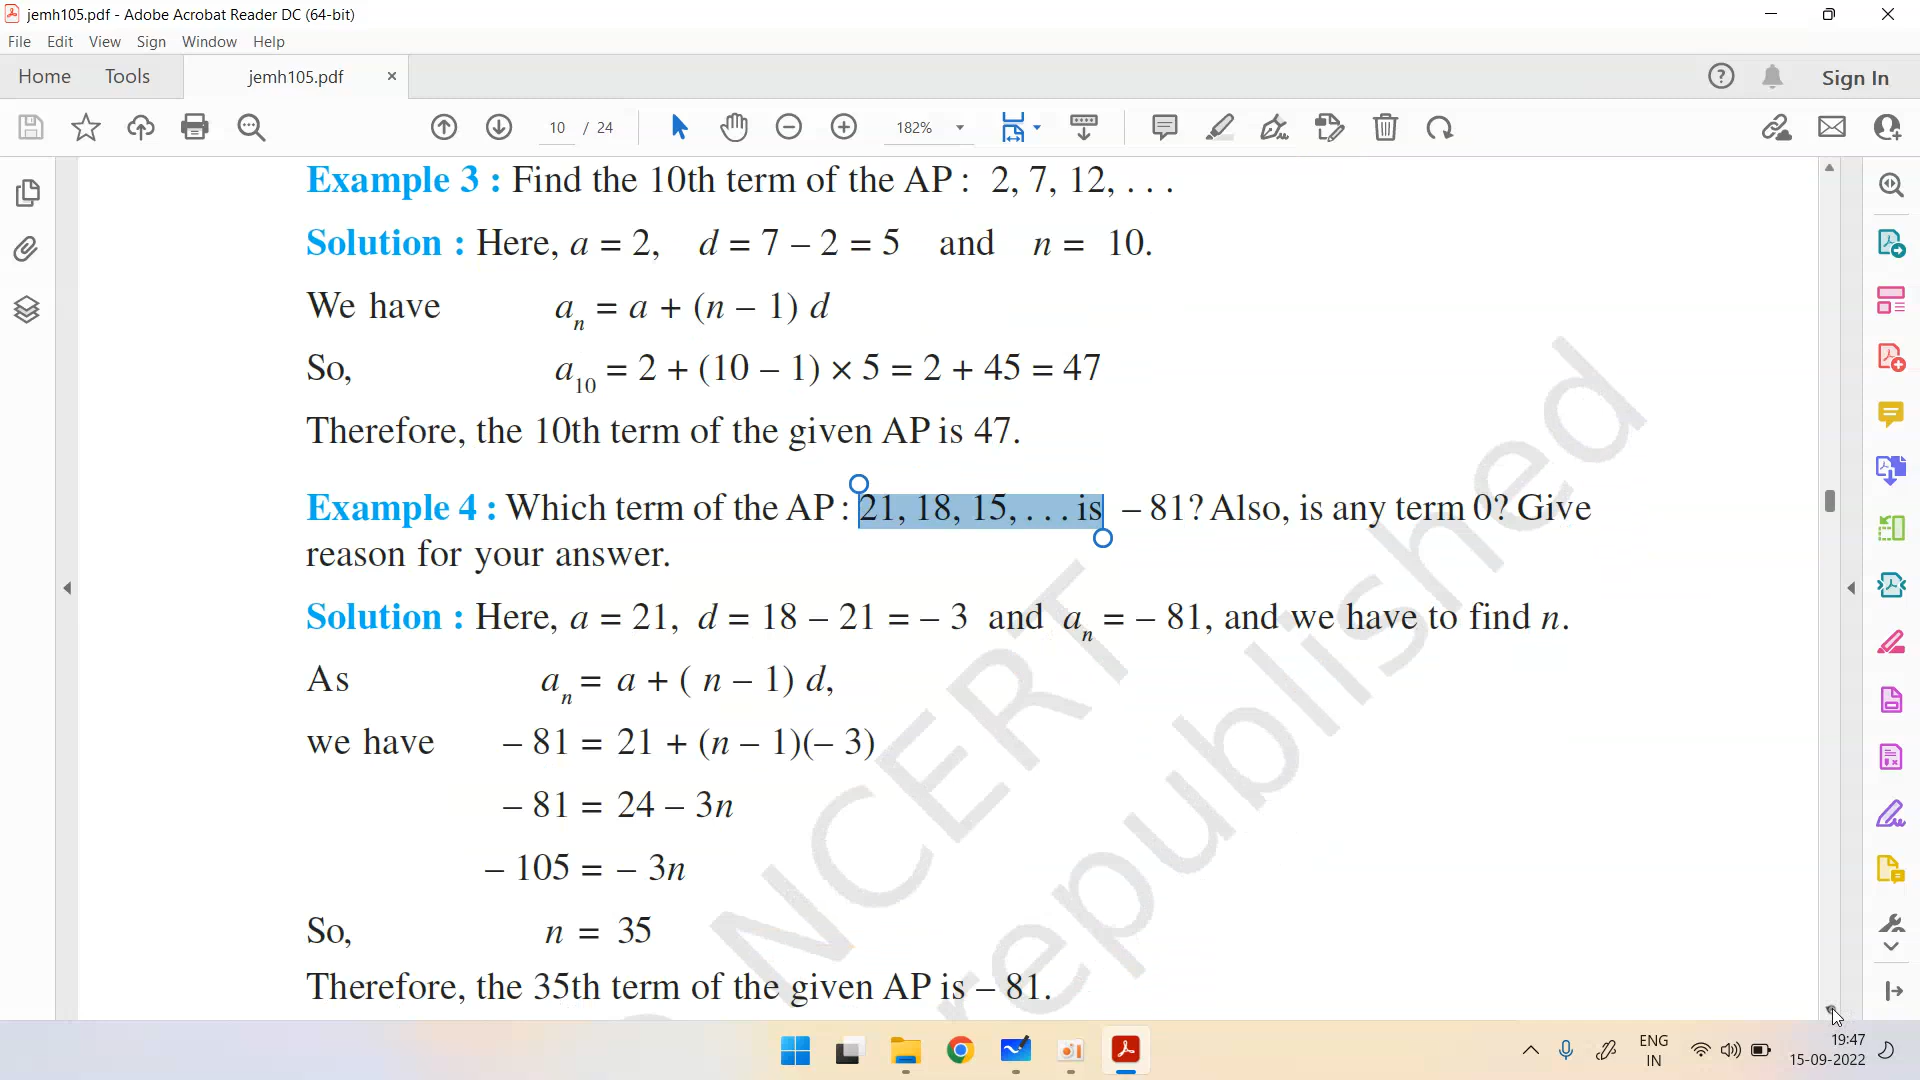 jemh105.pdf - Adobe Acrobat Reader DC (64-bit)
File Edit View Sign Window Help
Home Tools jemh105.pdf × Sign In
10 / 24 182%
Example 3 : Find the 10th term of the AP : 2, 7, 12, . . .
Solution : Here, a = 2, d = 7 – 2 = 5 and n = 10.
We have aₙ = a + (n – 1) d
So, a₁₀ = 2 + (10 – 1) × 5 = 2 + 45 = 47
Therefore, the 10th term of the given AP is 47.
Example 4 : Which term of the AP : 21, 18, 15, . . . is – 81? Also, is any term 0? Give
reason for your answer.
Solution : Here, a = 21, d = 18 – 21 = – 3 and aₙ = – 81, and we have to find n.
As aₙ = a + ( n – 1) d,
we have – 81 = 21 + (n – 1)(– 3)
– 81 = 24 – 3n
– 105 = – 3n
So, n = 35
Therefore, the 35th term of the given AP is – 81.
NCERT
republished
ENG
IN
19:47
15-09-2022